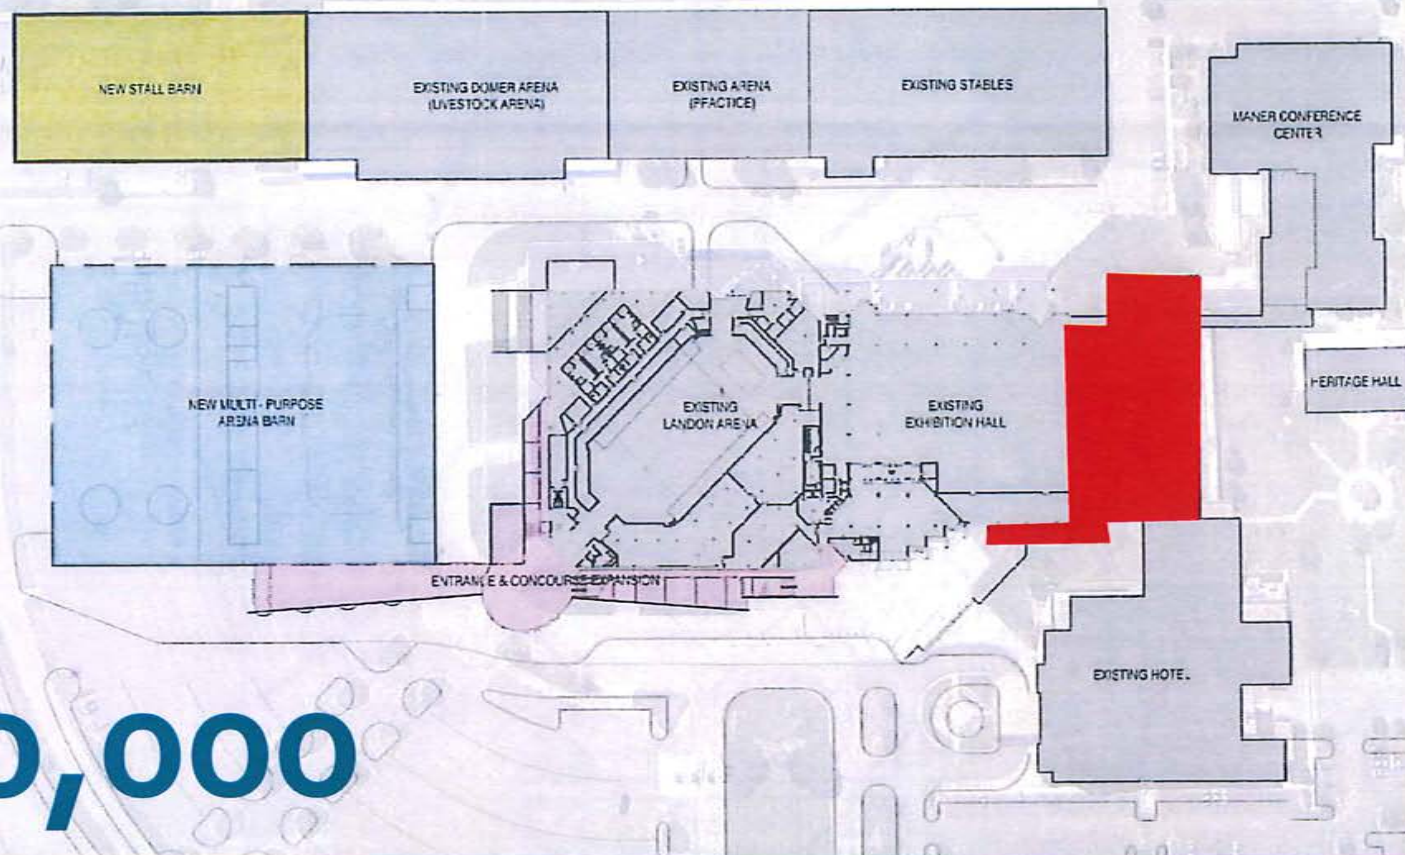 NEW STALL BARN
EXISTING DOMER ARENA
(LIVESTOCK ARENA)
EXISTING ARENA
(PRACTICE)
EXISTING STABLES
MANER CONFERENCE
CENTER
NEW MULTI - PURPOSE
ARENA BARN
EXISTING
LANDON ARENA
EXISTING
EXHIBITION HALL
HERITAGE HALL
ENTRANCE & CONCOURSE EXPANSION
EXISTING HOTEL
0,000